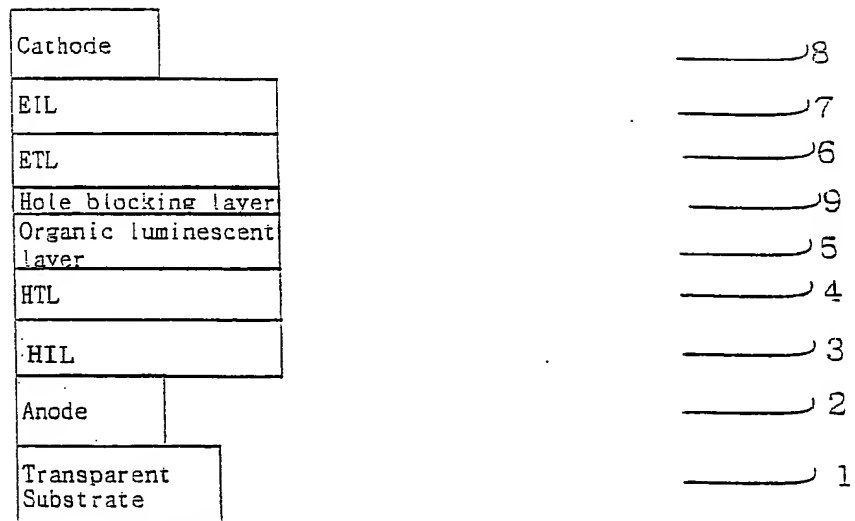 Cathode
8
EIL
7
ETL
6
Hole blocking layer
9
Organic luminescent
layer
5
HTL
4
HIL
3
Anode
2
Transparent
Substrate
1